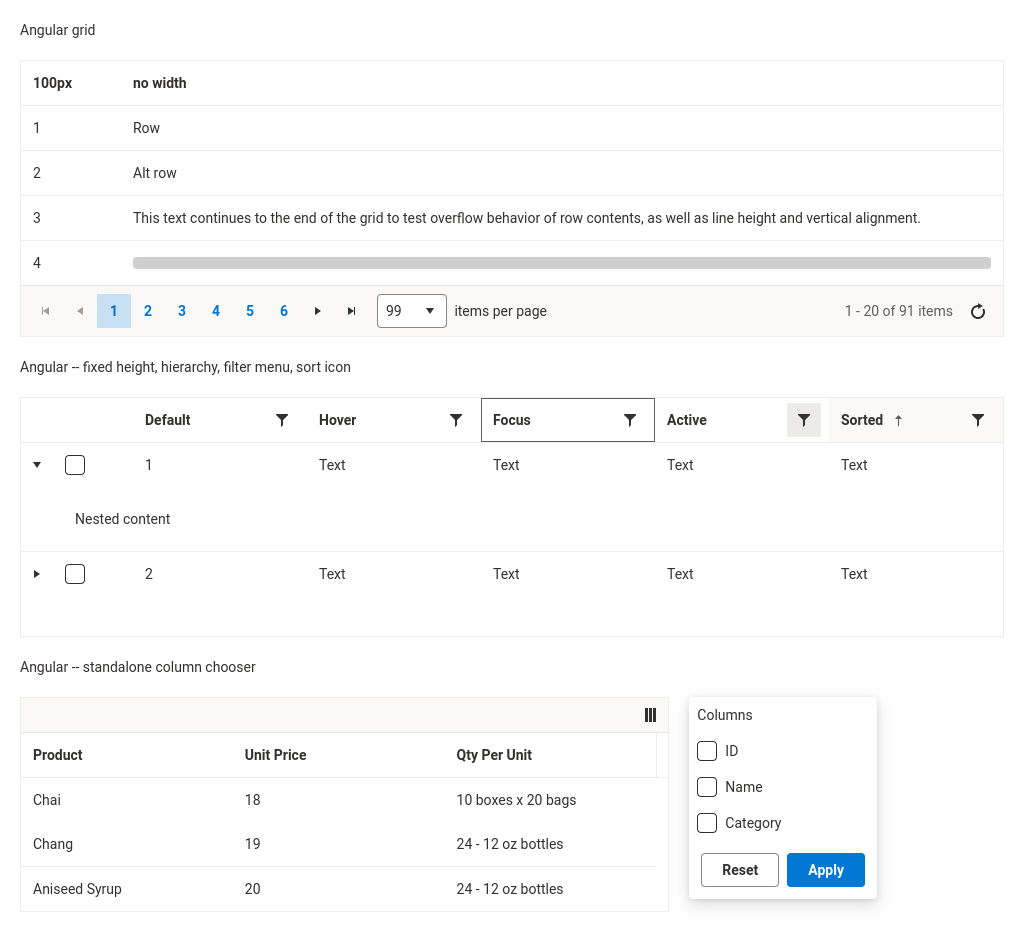 Angular grid
100px no width
1 Row
2 Alt row
3 This text continues to the end of the grid to test overflow behavior of row contents, as well as line height and vertical alignment.
4
1 2 3 4 5 6 99 items per page 1 - 20 of 91 items
Angular -- fixed height, hierarchy, filter menu, sort icon
Default Hover Focus Active Sorted
1 Text Text Text Text
Nested content
2 Text Text Text Text
Angular -- standalone column chooser
Product Unit Price Qty Per Unit
Chai 18 10 boxes x 20 bags
Chang 19 24 - 12 oz bottles
Aniseed Syrup 20 24 - 12 oz bottles
Columns
ID
Name
Category
Reset Apply